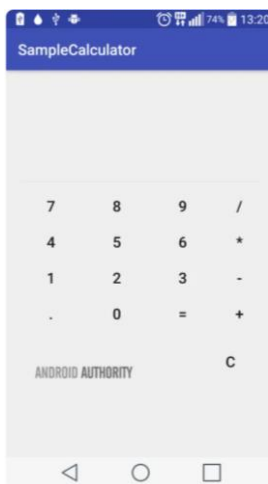 74% 13:20
SampleCalculator
7 8 9 /
4 5 6 *
1 2 3 -
. 0 = +
C
ANDROID AUTHORITY